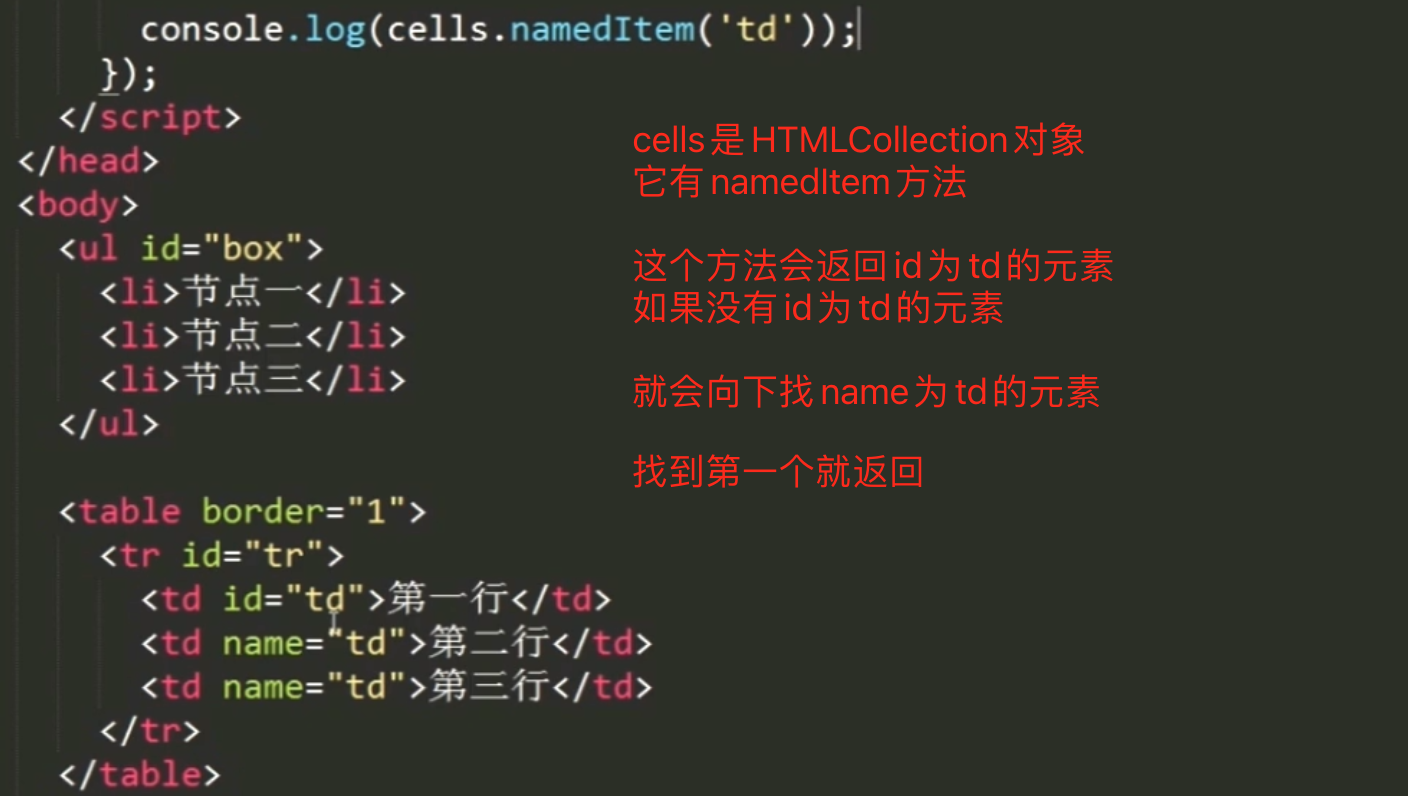 console.log(cells.namedItem('td'));
});
</script>
</head>
<body>
<ul id="box">
<li>节点一</li>
<li>节点二</li>
<li>节点三</li>
</ul>
<table border="1">
<tr id="tr">
<td id="td">第一行</td>
<td name="td">第二行</td>
<td name="td">第三行</td>
</tr>
</table>
cells是HTMLCollection对象
它有namedItem方法
这个方法会返回id为td的元素
如果没有id为td的元素
就会向下找name为td的元素
找到第一个就返回